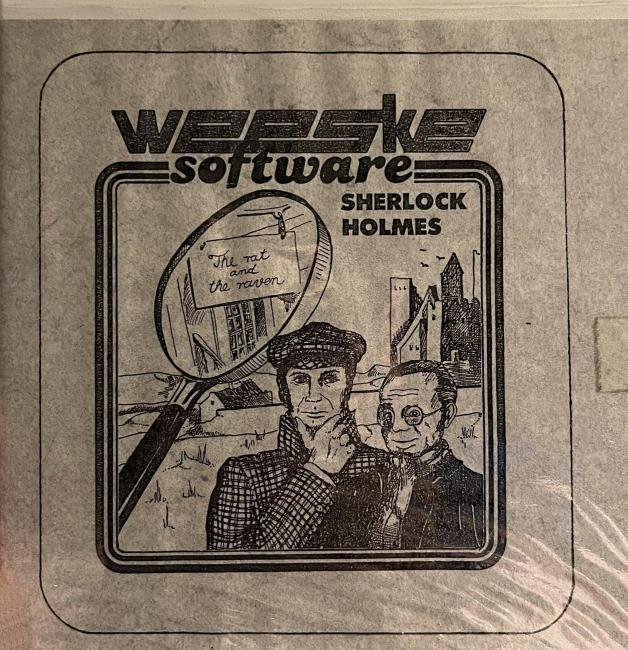 weeske
software
SHERLOCK
HOLMES
The rat
and
the raven